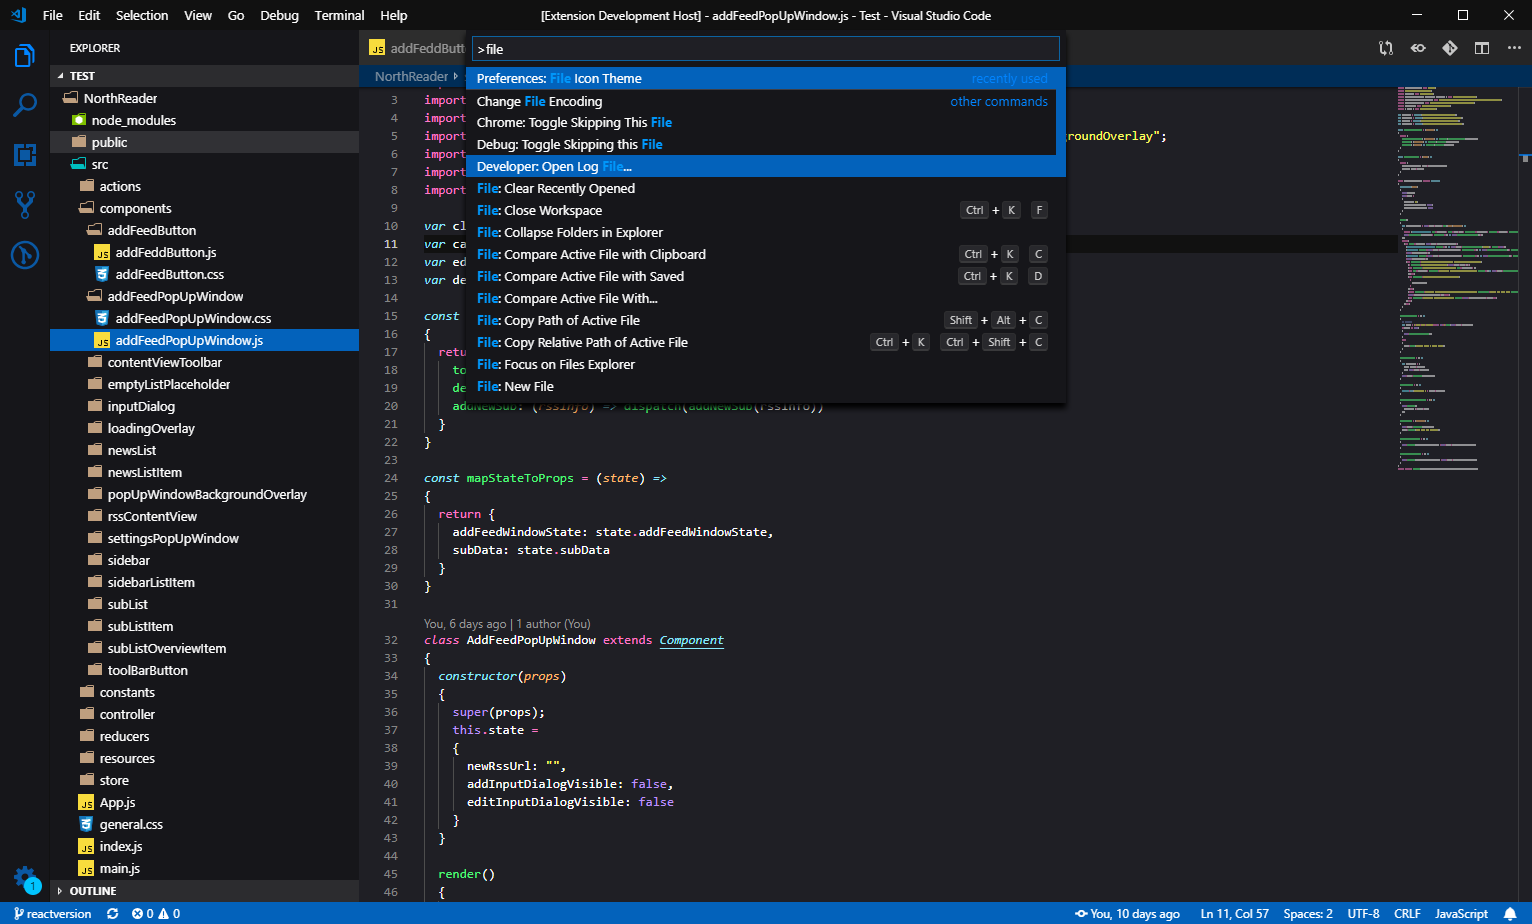 File Edit Selection View Go Debug Terminal Help
[Extension Development Host] - addFeedPopUpWindow.js - Test - Visual Studio Code
EXPLORER
TEST
NorthReader
node_modules
public
src
actions
components
addFeedButton
addFeddButton.js
addFeedButton.css
addFeedPopUpWindow
addFeedPopUpWindow.css
addFeedPopUpWindow.js
contentViewToolbar
emptyListPlaceholder
inputDialog
loadingOverlay
newsList
newsListItem
popUpWindowBackgroundOverlay
rssContentView
settingsPopUpWindow
sidebar
sidebarListItem
subList
subListItem
subListOverviewItem
toolBarButton
constants
controller
reducers
resources
store
App.js
general.css
index.js
main.js
OUTLINE
1
JS addFeddButt
NorthReader
>file
Preferences: File Icon Theme recently used
Change File Encoding other commands
Chrome: Toggle Skipping This File
Debug: Toggle Skipping this File
Developer: Open Log File...
File: Clear Recently Opened
File: Close Workspace Ctrl + K F
File: Collapse Folders in Explorer
File: Compare Active File with Clipboard Ctrl + K C
File: Compare Active File with Saved Ctrl + K D
File: Compare Active File With...
File: Copy Path of Active File Shift + Alt + C
File: Copy Relative Path of Active File Ctrl + K Ctrl + Shift + C
File: Focus on Files Explorer
File: New File
3 import
4 import
5 import roundOverlay";
6 import
7 import
8 import
9
10 var cl
11 var ca
12 var ed
13 var de
14
15 const
16 {
17 retu
18 to
19 de
20 addNewSub: (rssInfo) => dispatch(addNewSub(rssInfo))
21 }
22 }
23
24 const mapStateToProps = (state) =>
25 {
26 return {
27 addFeedWindowState: state.addFeedWindowState,
28 subData: state.subData
29 }
30 }
31
You, 6 days ago | 1 author (You)
32 class AddFeedPopUpWindow extends Component
33 {
34 constructor(props)
35 {
36 super(props);
37 this.state =
38 {
39 newRssUrl: "",
40 addInputDialogVisible: false,
41 editInputDialogVisible: false
42 }
43 }
44
45 render()
46 {
reactversion 0 0
You, 10 days ago Ln 11, Col 57 Spaces: 2 UTF-8 CRLF JavaScript